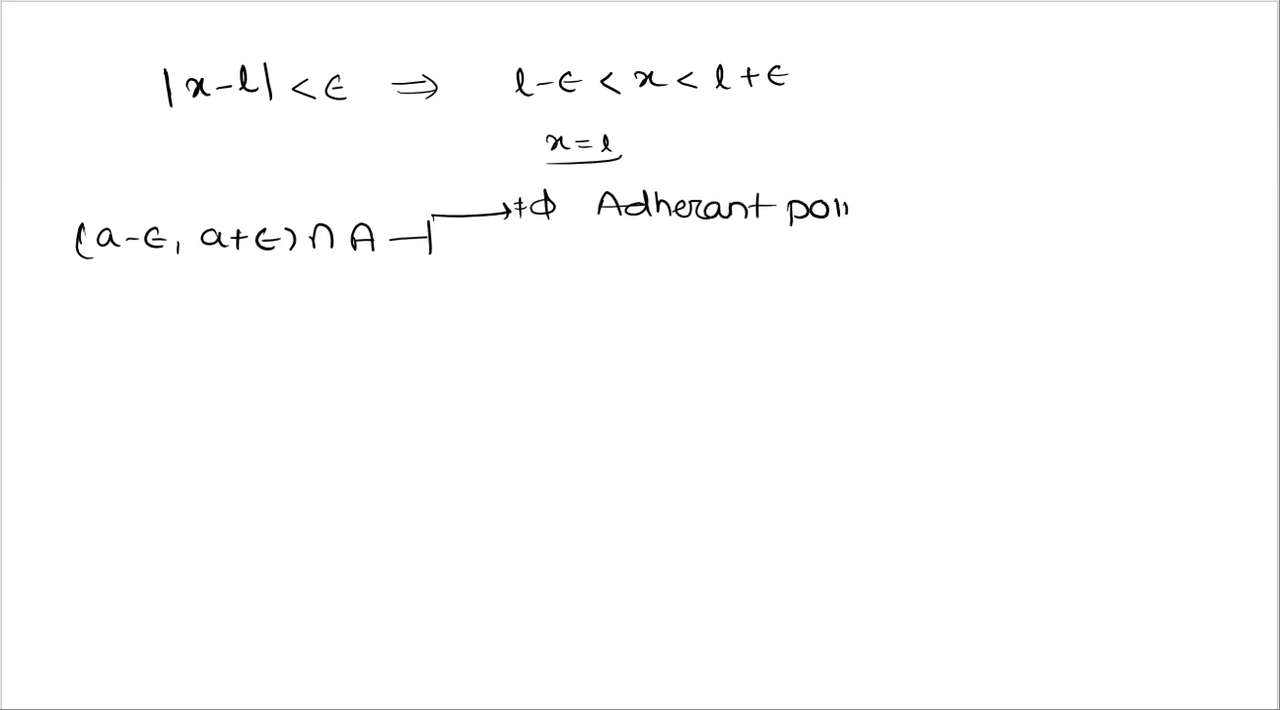 |x-l| < ϵ ⇒ l-ϵ < x < l+ϵ
x = l
→ ≠ ϕ Adherant poi
(a-ϵ, a+ϵ) ∩ A